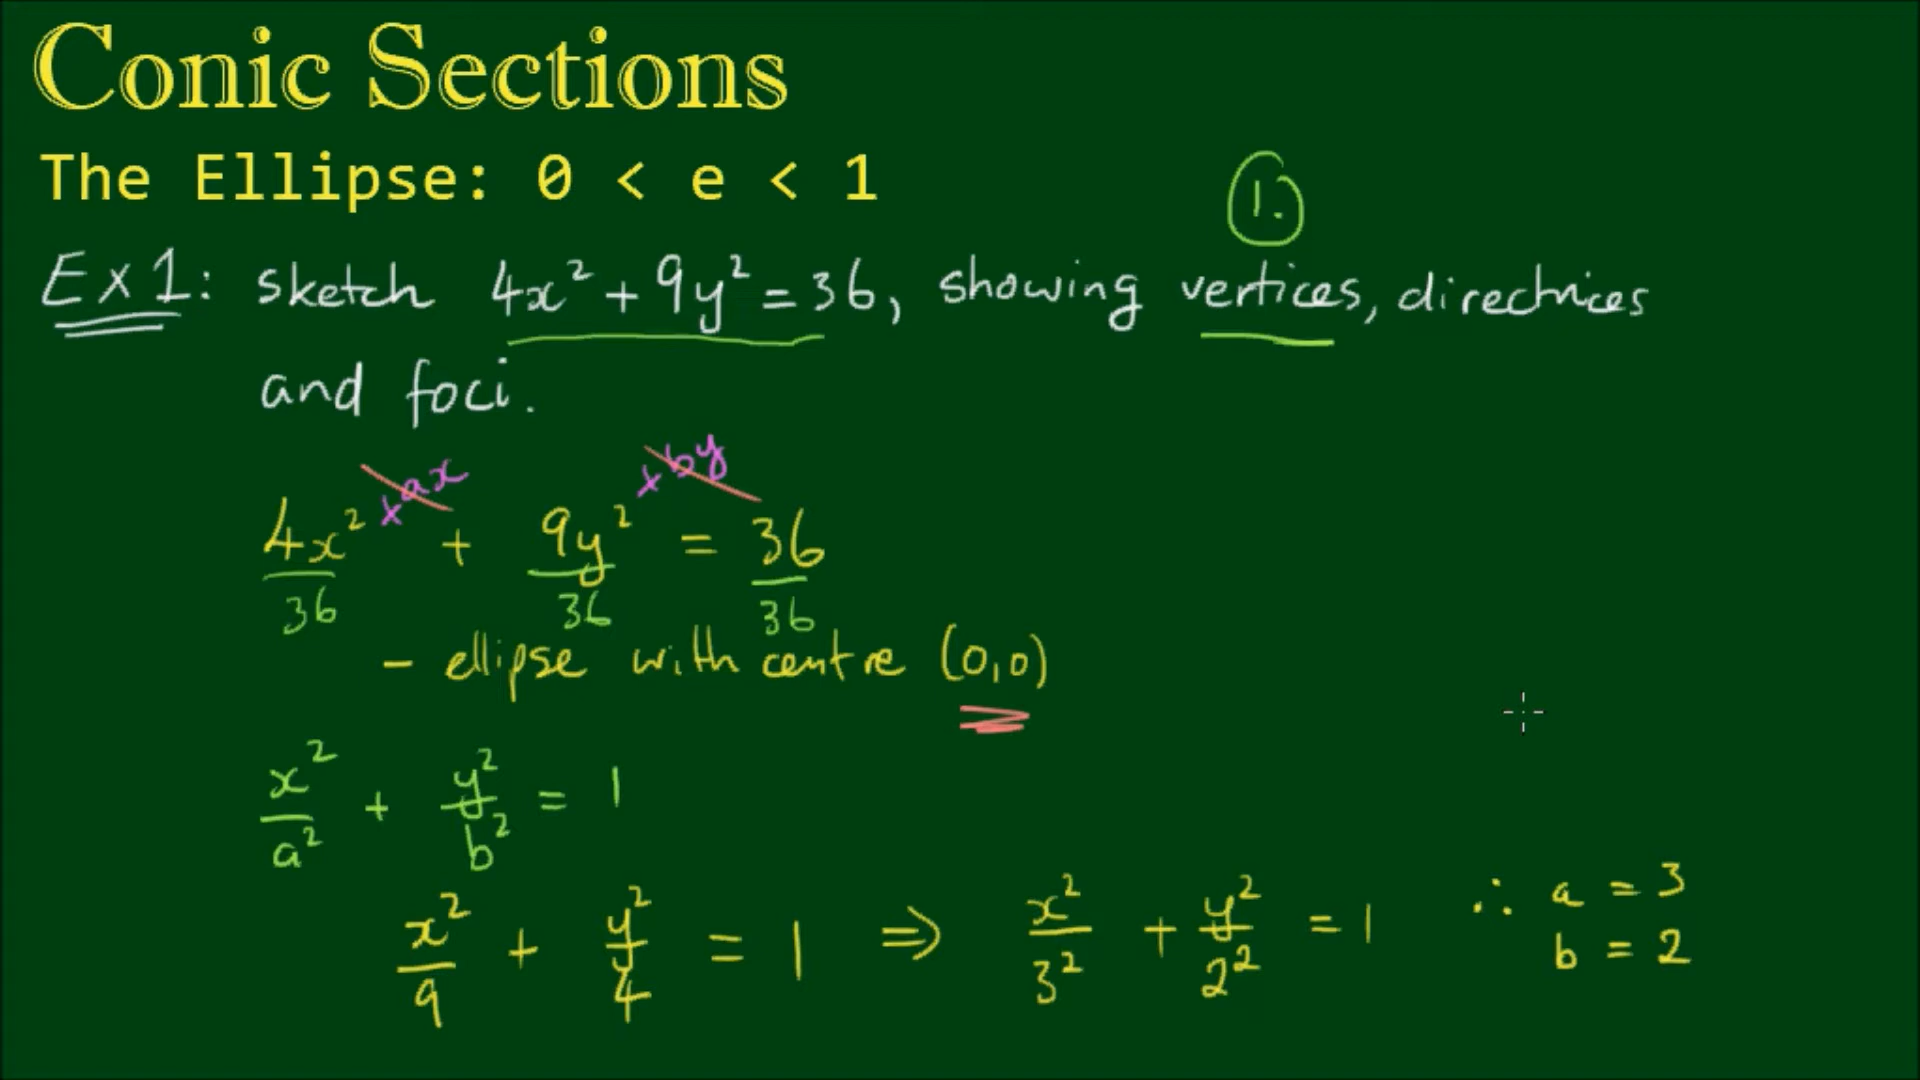 Conic Sections
The Ellipse: 0 < e < 1
1.
Ex1: sketch 4x² + 9y² = 36, showing vertices, directrices
and foci.
+ax +by
4x²/36 + 9y²/36 = 36/36
- ellipse with centre (0,0)
x²/a² + y²/b² = 1
x²/9 + y²/4 = 1 ⇒ x²/3² + y²/2² = 1 ∴ a = 3
b = 2